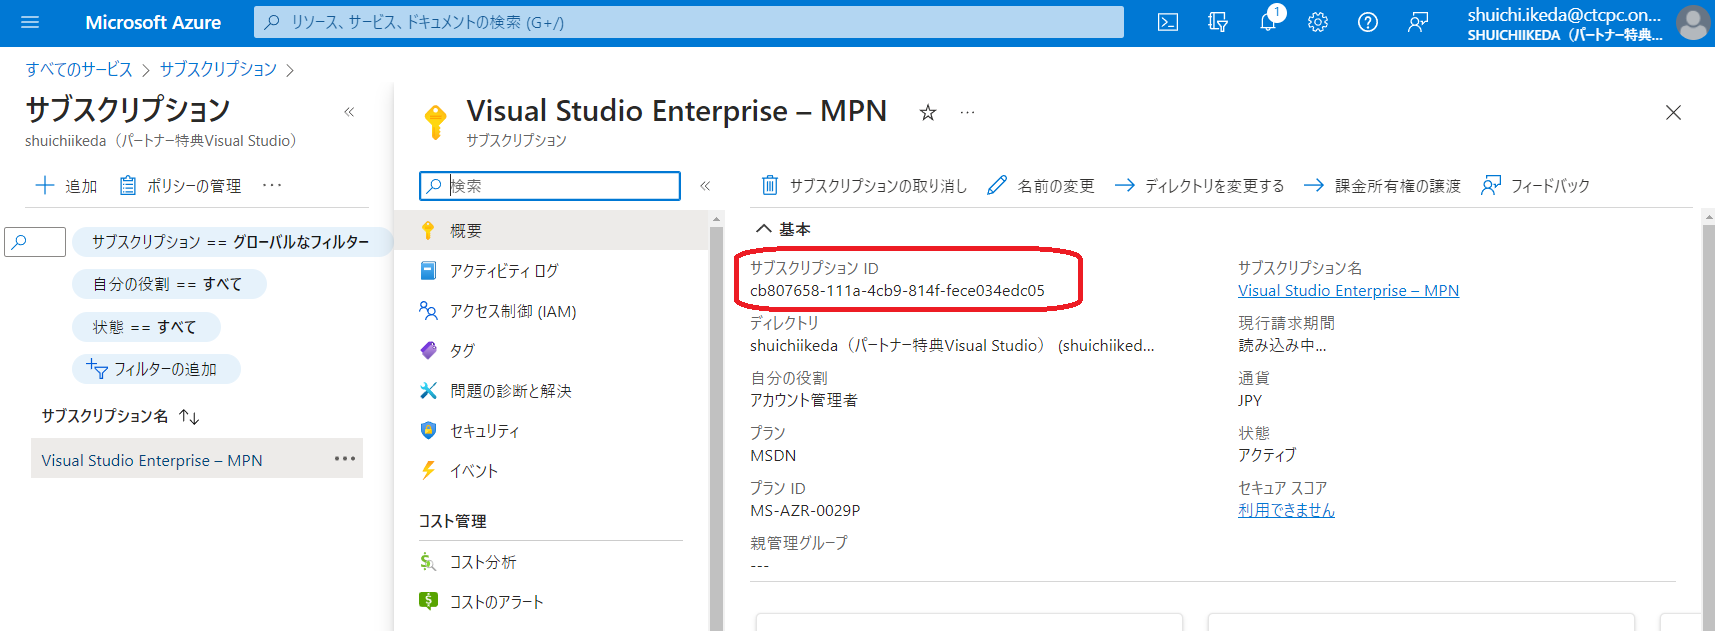 Microsoft Azure
リソース、サービス、ドキュメントの検索 (G+/)
1
shuichi.ikeda@ctcpc.on...
SHUICHIIKEDA（パートナー特典...
すべてのサービス > サブスクリプション >
サブスクリプション
«
shuichiikeda（パートナー特典Visual Studio）
追加
ポリシーの管理
...
サブスクリプション == グローバルなフィルター
自分の役割 == すべて
状態 == すべて
フィルターの追加
サブスクリプション名 ↑↓
Visual Studio Enterprise – MPN
...
Visual Studio Enterprise – MPN
...
サブスクリプション
検索
«
概要
アクティビティ ログ
アクセス制御 (IAM)
タグ
問題の診断と解決
セキュリティ
イベント
コスト管理
コスト分析
コストのアラート
サブスクリプションの取り消し
名前の変更
ディレクトリを変更する
課金所有権の譲渡
フィードバック
基本
サブスクリプション ID
cb807658-111a-4cb9-814f-fece034edc05
ディレクトリ
shuichiikeda（パートナー特典Visual Studio） (shuichiiked...
自分の役割
アカウント管理者
プラン
MSDN
プラン ID
MS-AZR-0029P
親管理グループ
---
サブスクリプション名
Visual Studio Enterprise – MPN
現行請求期間
読み込み中...
通貨
JPY
状態
アクティブ
セキュア スコア
利用できません